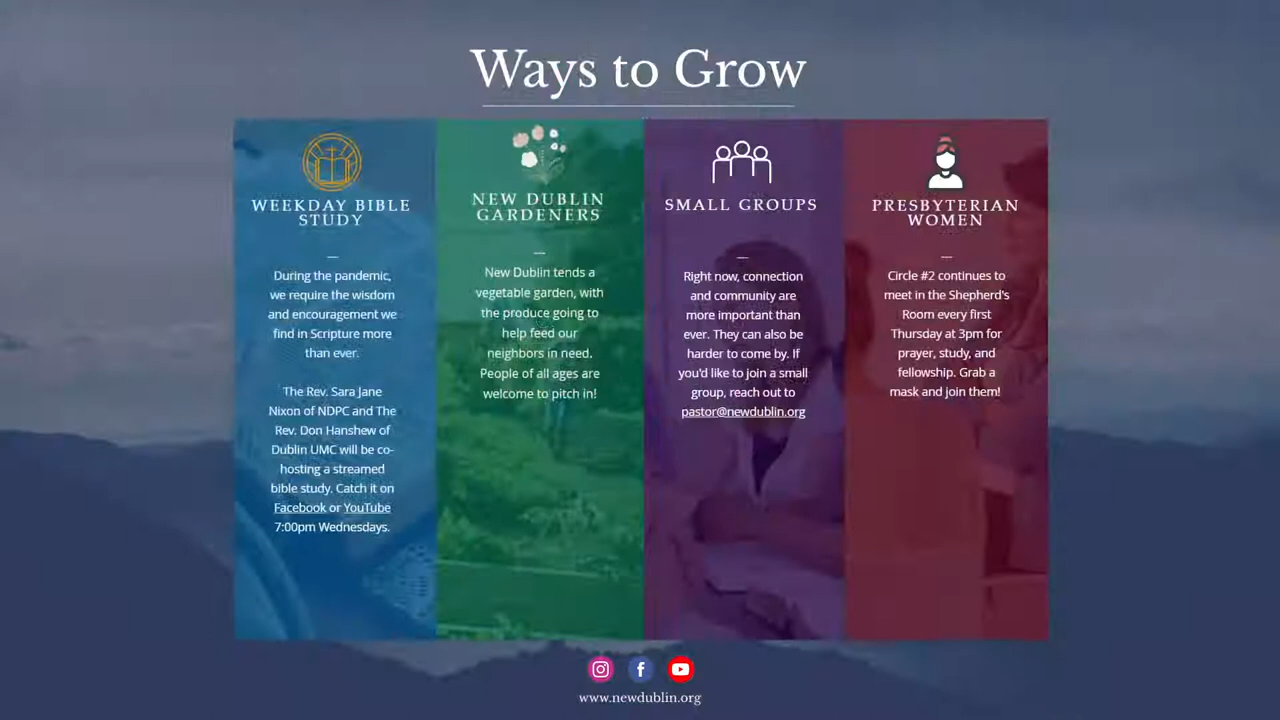 Ways to Grow
WEEKDAY BIBLE
STUDY
During the pandemic,
we require the wisdom
and encouragement we
find in Scripture more
than ever.
The Rev. Sara Jane
Nixon of NDPC and The
Rev. Don Hanshew of
Dublin UMC will be co-
hosting a streamed
bible study. Catch it on
Facebook or YouTube
7:00pm Wednesdays.
NEW DUBLIN
GARDENERS
New Dublin tends a
vegetable garden, with
the produce going to
help feed our
neighbors in need.
People of all ages are
welcome to pitch in!
SMALL GROUPS
Right now, connection
and community are
more important than
ever. They can also be
harder to come by. If
you'd like to join a small
group, reach out to
pastor@newdublin.org
PRESBYTERIAN
WOMEN
Circle #2 continues to
meet in the Shepherd's
Room every first
Thursday at 3pm for
prayer, study, and
fellowship. Grab a
mask and join them!
www.newdublin.org